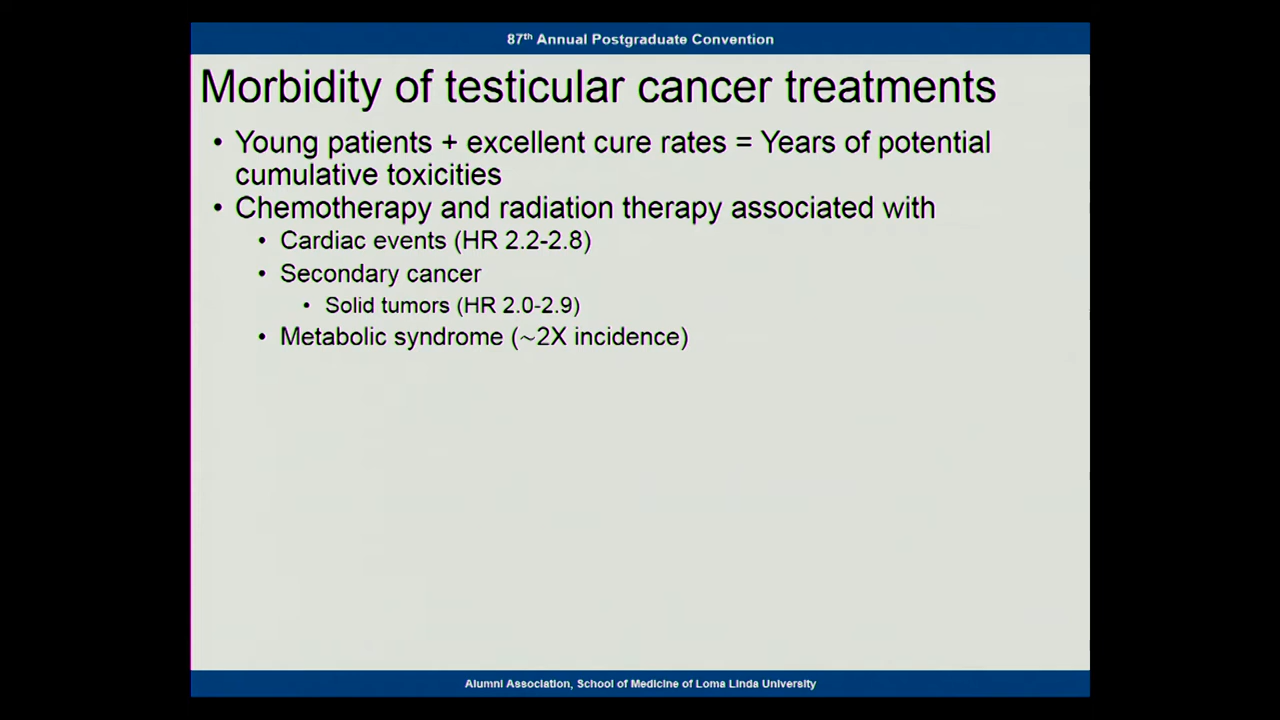 87th Annual Postgraduate Convention
Morbidity of testicular cancer treatments
• Young patients + excellent cure rates = Years of potential
cumulative toxicities
• Chemotherapy and radiation therapy associated with
• Cardiac events (HR 2.2-2.8)
• Secondary cancer
• Solid tumors (HR 2.0-2.9)
• Metabolic syndrome (~2X incidence)
Alumni Association, School of Medicine of Loma Linda University